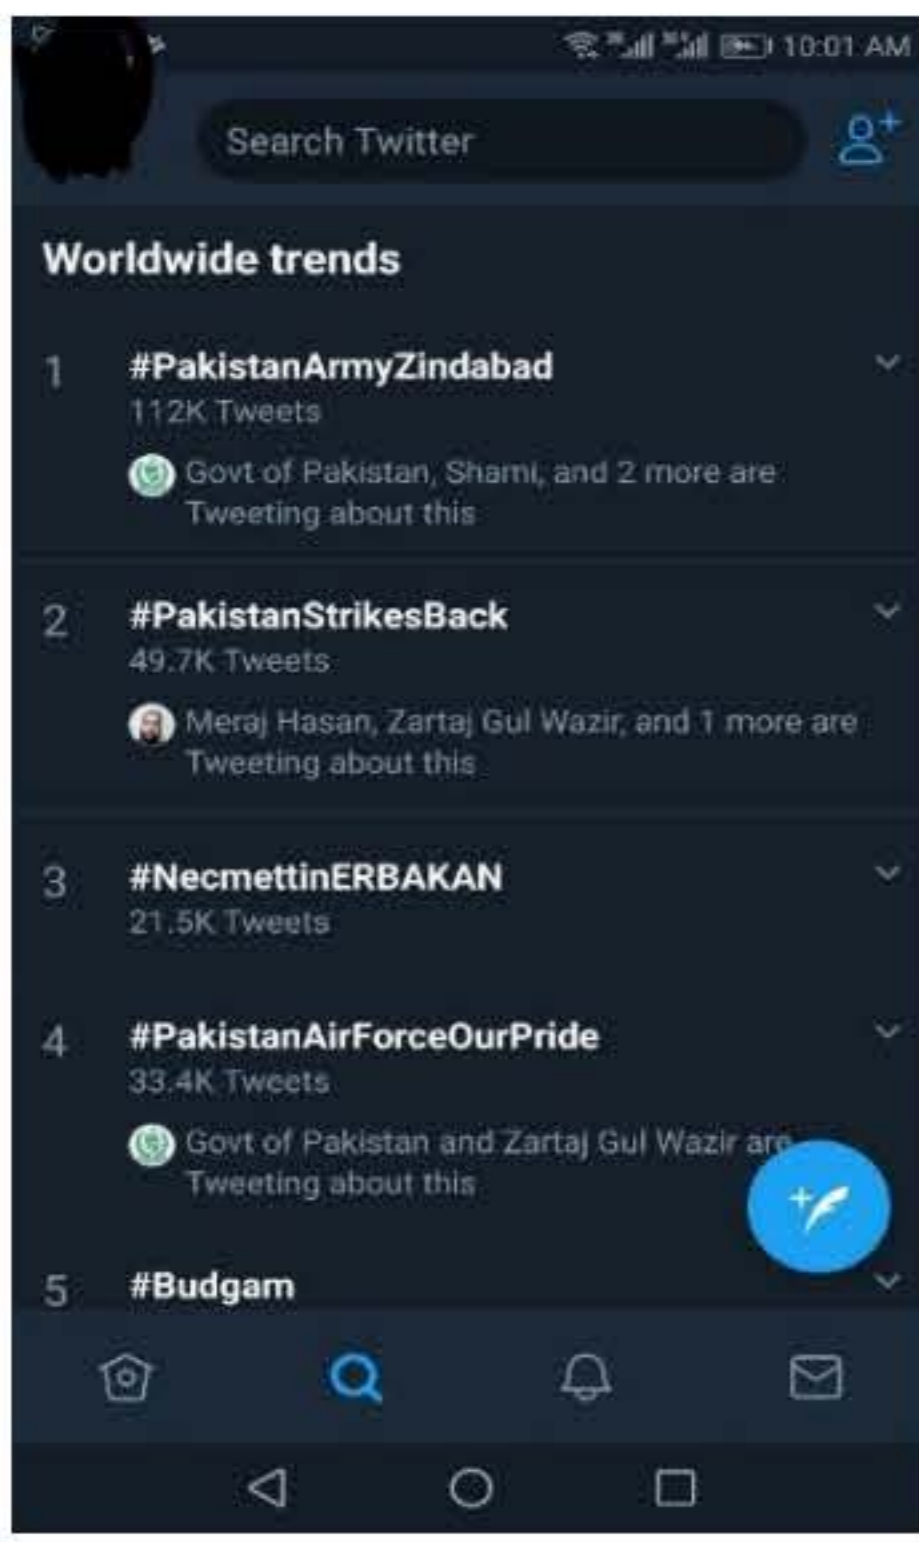 10:01 AM
Search Twitter
Worldwide trends
1 #PakistanArmyZindabad
112K Tweets
Govt of Pakistan, Shami, and 2 more are
Tweeting about this
2 #PakistanStrikesBack
49.7K Tweets
Meraj Hasan, Zartaj Gul Wazir, and 1 more are
Tweeting about this
3 #NecmettinERBAKAN
21.5K Tweets
4 #PakistanAirForceOurPride
33.4K Tweets
Govt of Pakistan and Zartaj Gul Wazir are
Tweeting about this
5 #Budgam